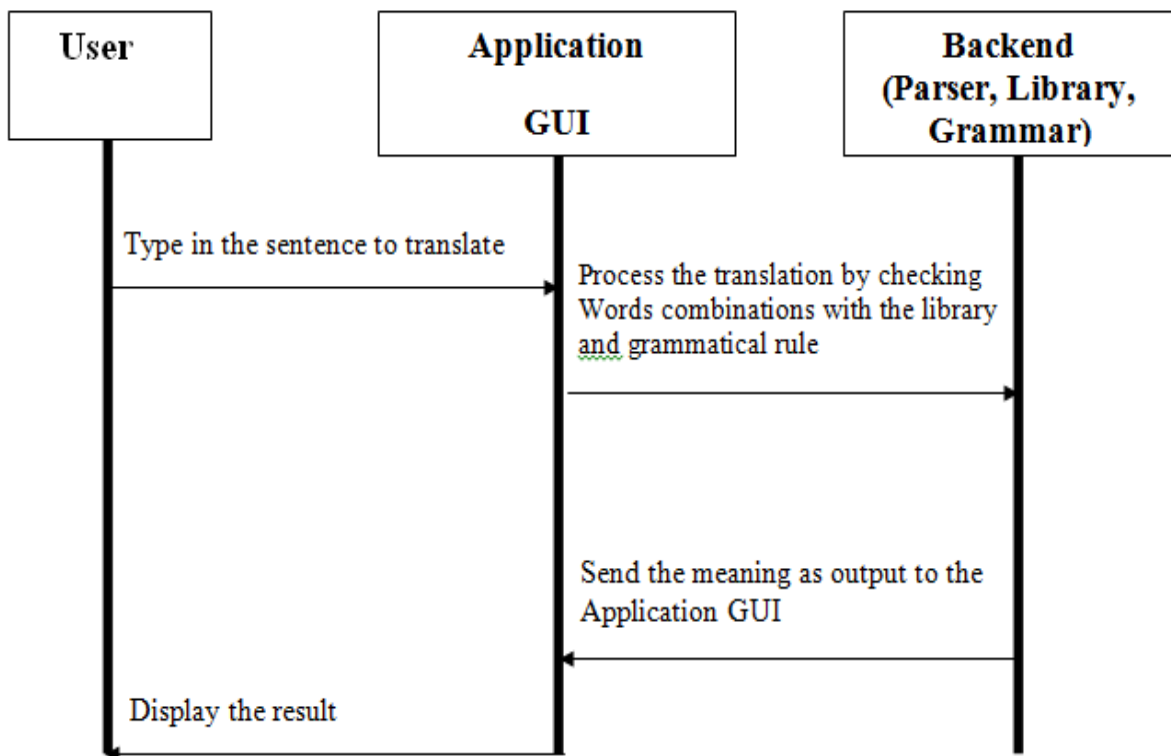 User
Application
GUI
Backend
(Parser, Library,
Grammar)
Type in the sentence to translate
Process the translation by checking
Words combinations with the library
and grammatical rule
Send the meaning as output to the
Application GUI
Display the result